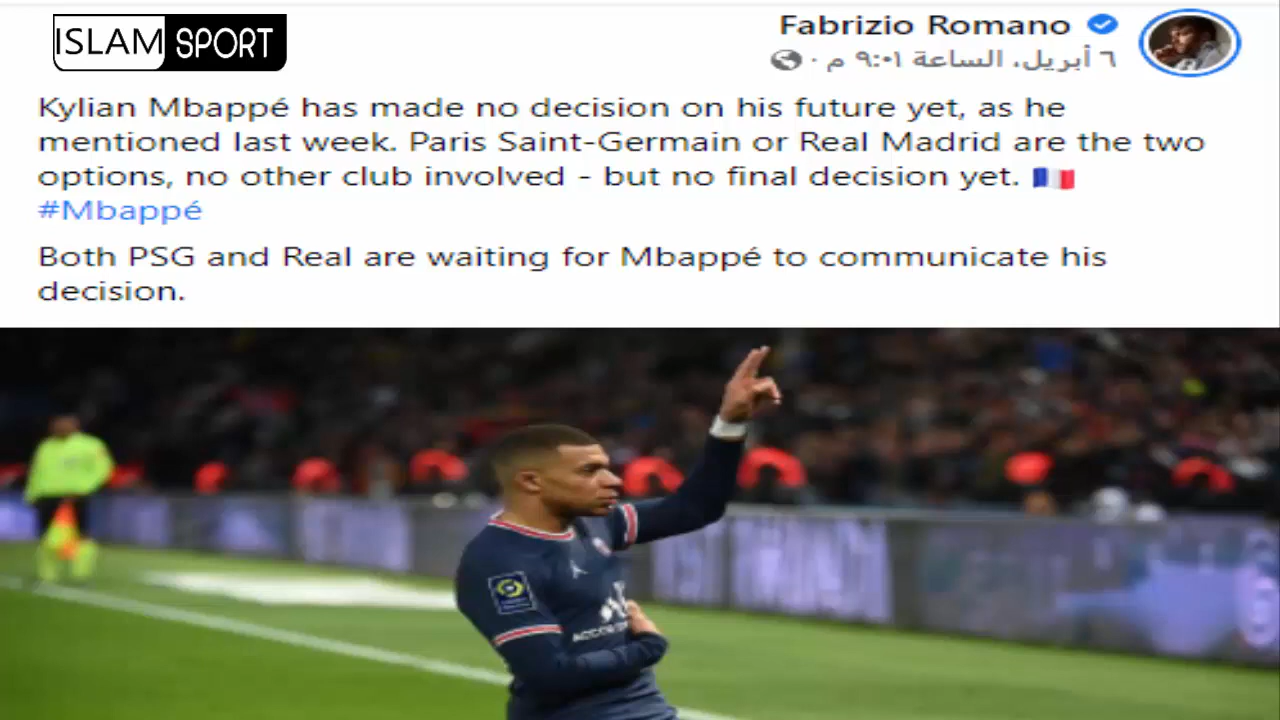 ISLAM SPORT
Fabrizio Romano
٦ أبريل، الساعة ٩:٠١ م ·
Kylian Mbappé has made no decision on his future yet, as he
mentioned last week. Paris Saint-Germain or Real Madrid are the two
options, no other club involved - but no final decision yet. 🇫🇷
#Mbappé
Both PSG and Real are waiting for Mbappé to communicate his
decision.